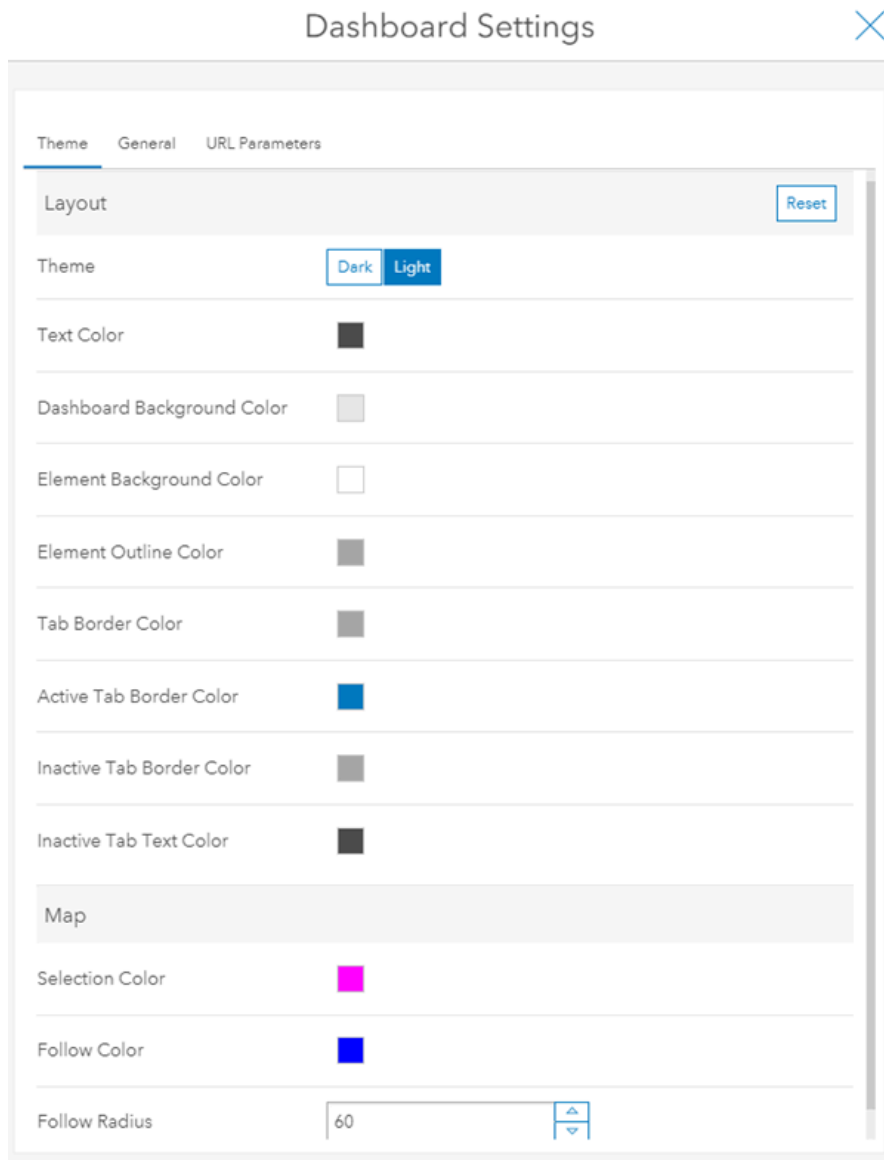 Dashboard Settings
Theme General URL Parameters
Layout Reset
Theme Dark Light
Text Color
Dashboard Background Color
Element Background Color
Element Outline Color
Tab Border Color
Active Tab Border Color
Inactive Tab Border Color
Inactive Tab Text Color
Map
Selection Color
Follow Color
Follow Radius 60